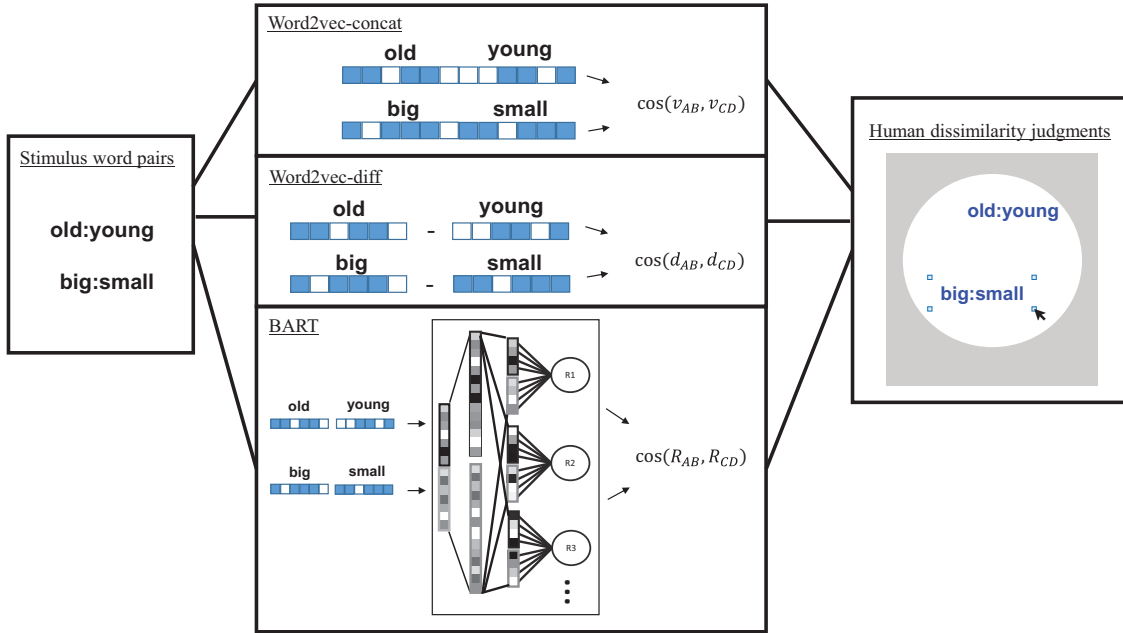 Stimulus word pairs
old:young
big:small
Word2vec-concat
old young
big small
cos(v_AB, v_CD)
Word2vec-diff
old - young
big - small
cos(d_AB, d_CD)
BART
old young
big small
R1
R2
R3
cos(R_AB, R_CD)
Human dissimilarity judgments
old:young
big:small